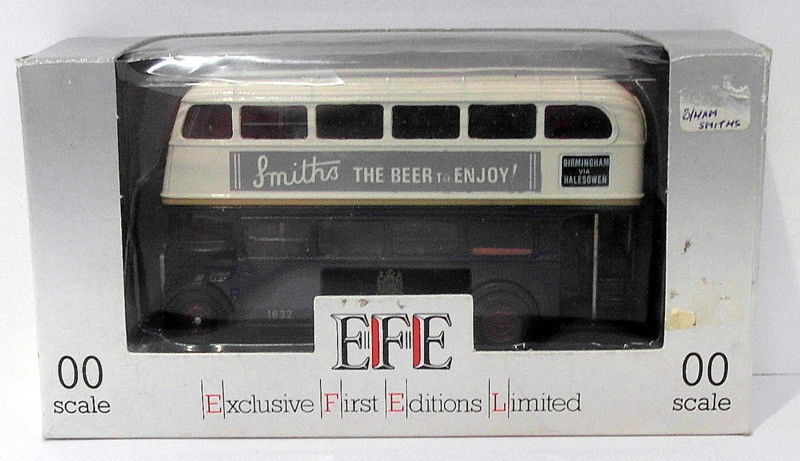 B/HAM
SMITHS
Smiths THE BEER To ENJOY!
BIRMINGHAM
VIA
HALESOWEN
1632
EFE
00
scale
Exclusive First Editions Limited
00
scale